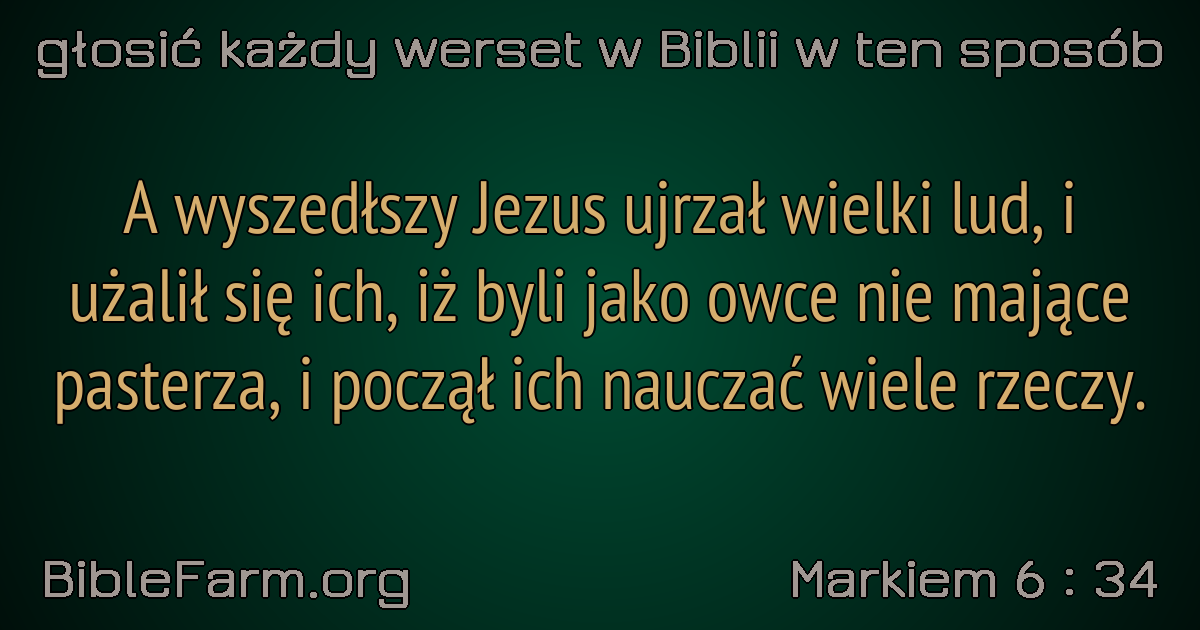 głosić każdy werset w Biblii w ten sposób
A wyszedłszy Jezus ujrzał wielki lud, i
użalił się ich, iż byli jako owce nie mające
pasterza, i począł ich nauczać wiele rzeczy.
BibleFarm.org
Markiem 6 : 34